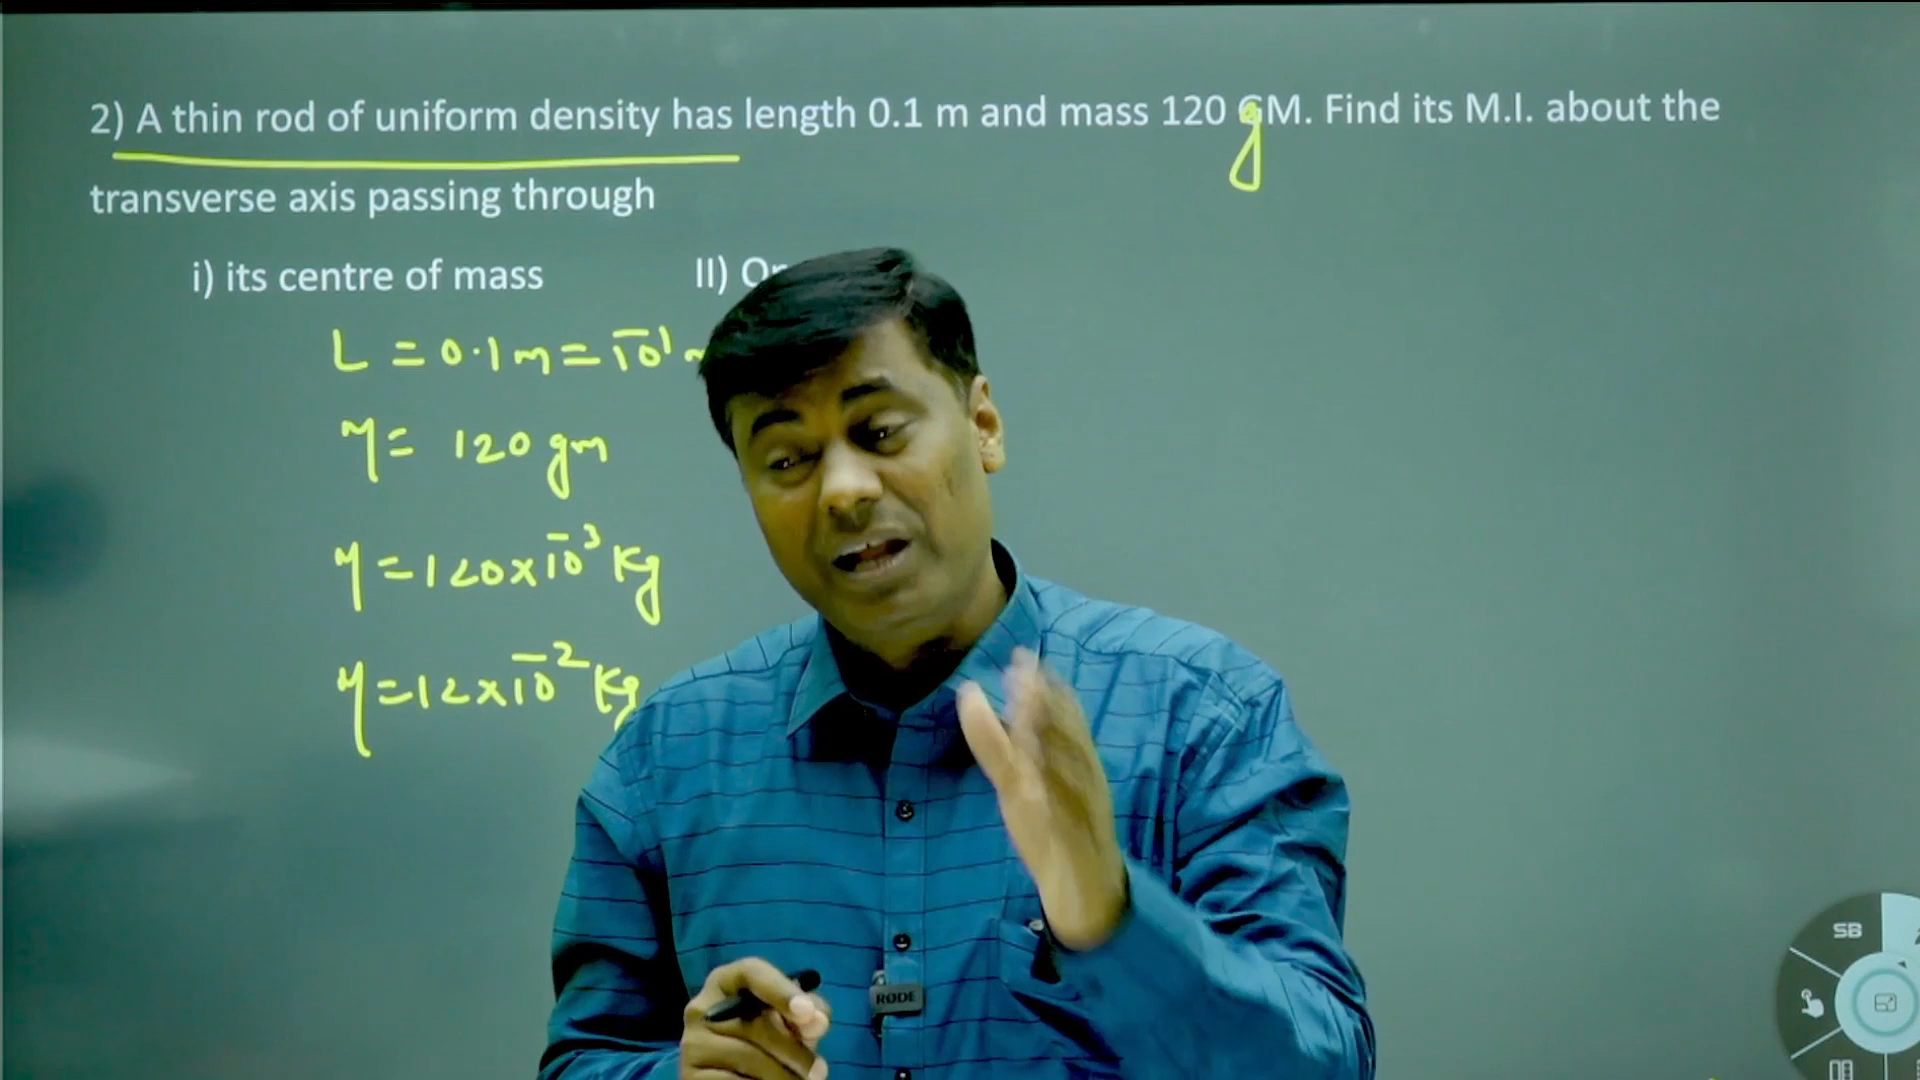 2) A thin rod of uniform density has length 0.1 m and mass 120 gM. Find its M.I. about the
transverse axis passing through
i) its centre of mass II)
L = 0.1 m = 10⁻¹
M = 120 gm
M = 120 × 10⁻³ Kg
M = 12 × 10⁻² Kg
RØDE
SB